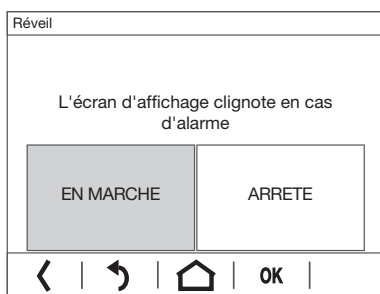 Réveil
L'écran d'affichage clignote en cas
d'alarme
EN MARCHE
ARRETE
OK